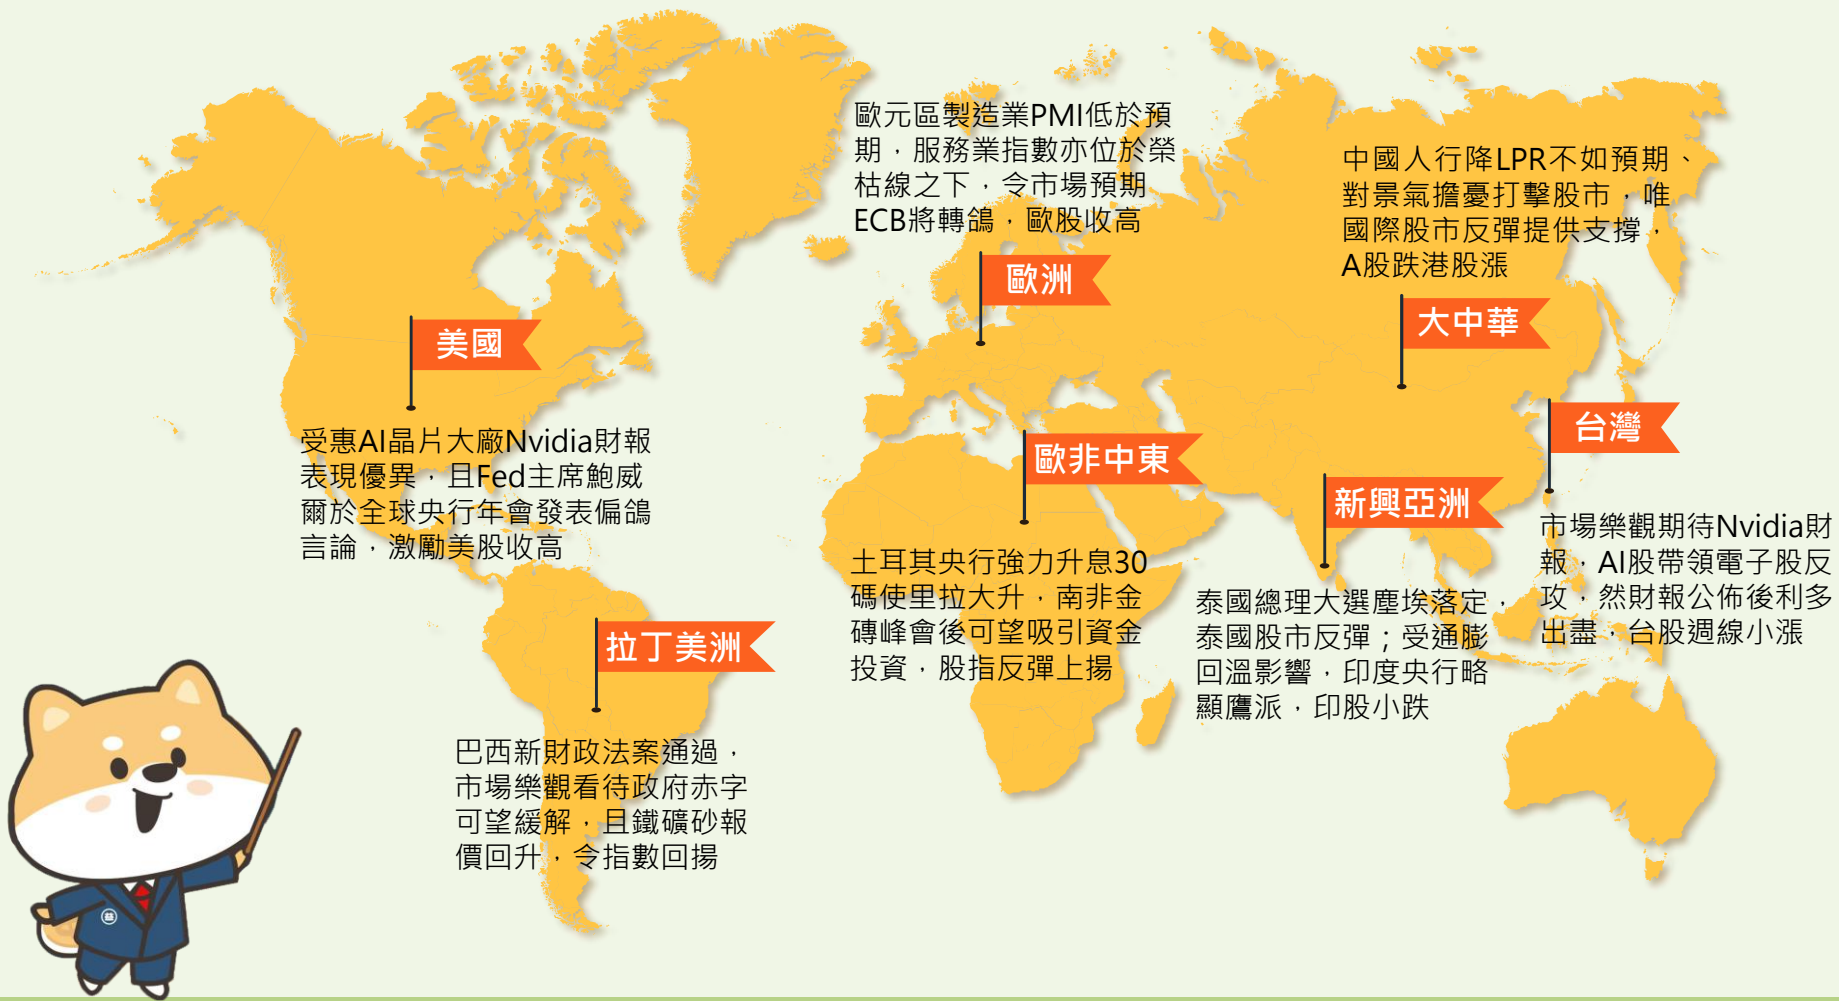 歐元區製造業PMI低於預
期，服務業指數亦位於榮
枯線之下，令市場預期
ECB將轉鴿，歐股收高
歐洲
中國人行降LPR不如預期、
對景氣擔憂打擊股市，唯
國際股市反彈提供支撐，
A股跌港股漲
大中華
美國
受惠AI晶片大廠Nvidia財報
表現優異，且Fed主席鮑威
爾於全球央行年會發表偏鴿
言論，激勵美股收高
歐非中東
土耳其央行強力升息30
碼使里拉大升，南非金
磚峰會後可望吸引資金
投資，股指反彈上揚
新興亞洲
泰國總理大選塵埃落定，
泰國股市反彈；受通膨
回溫影響，印度央行略
顯鷹派，印股小跌
台灣
市場樂觀期待Nvidia財
報，AI股帶領電子股反
攻，然財報公佈後利多
出盡，台股週線小漲
拉丁美洲
巴西新財政法案通過，
市場樂觀看待政府赤字
可望緩解，且鐵礦砂報
價回升，令指數回揚